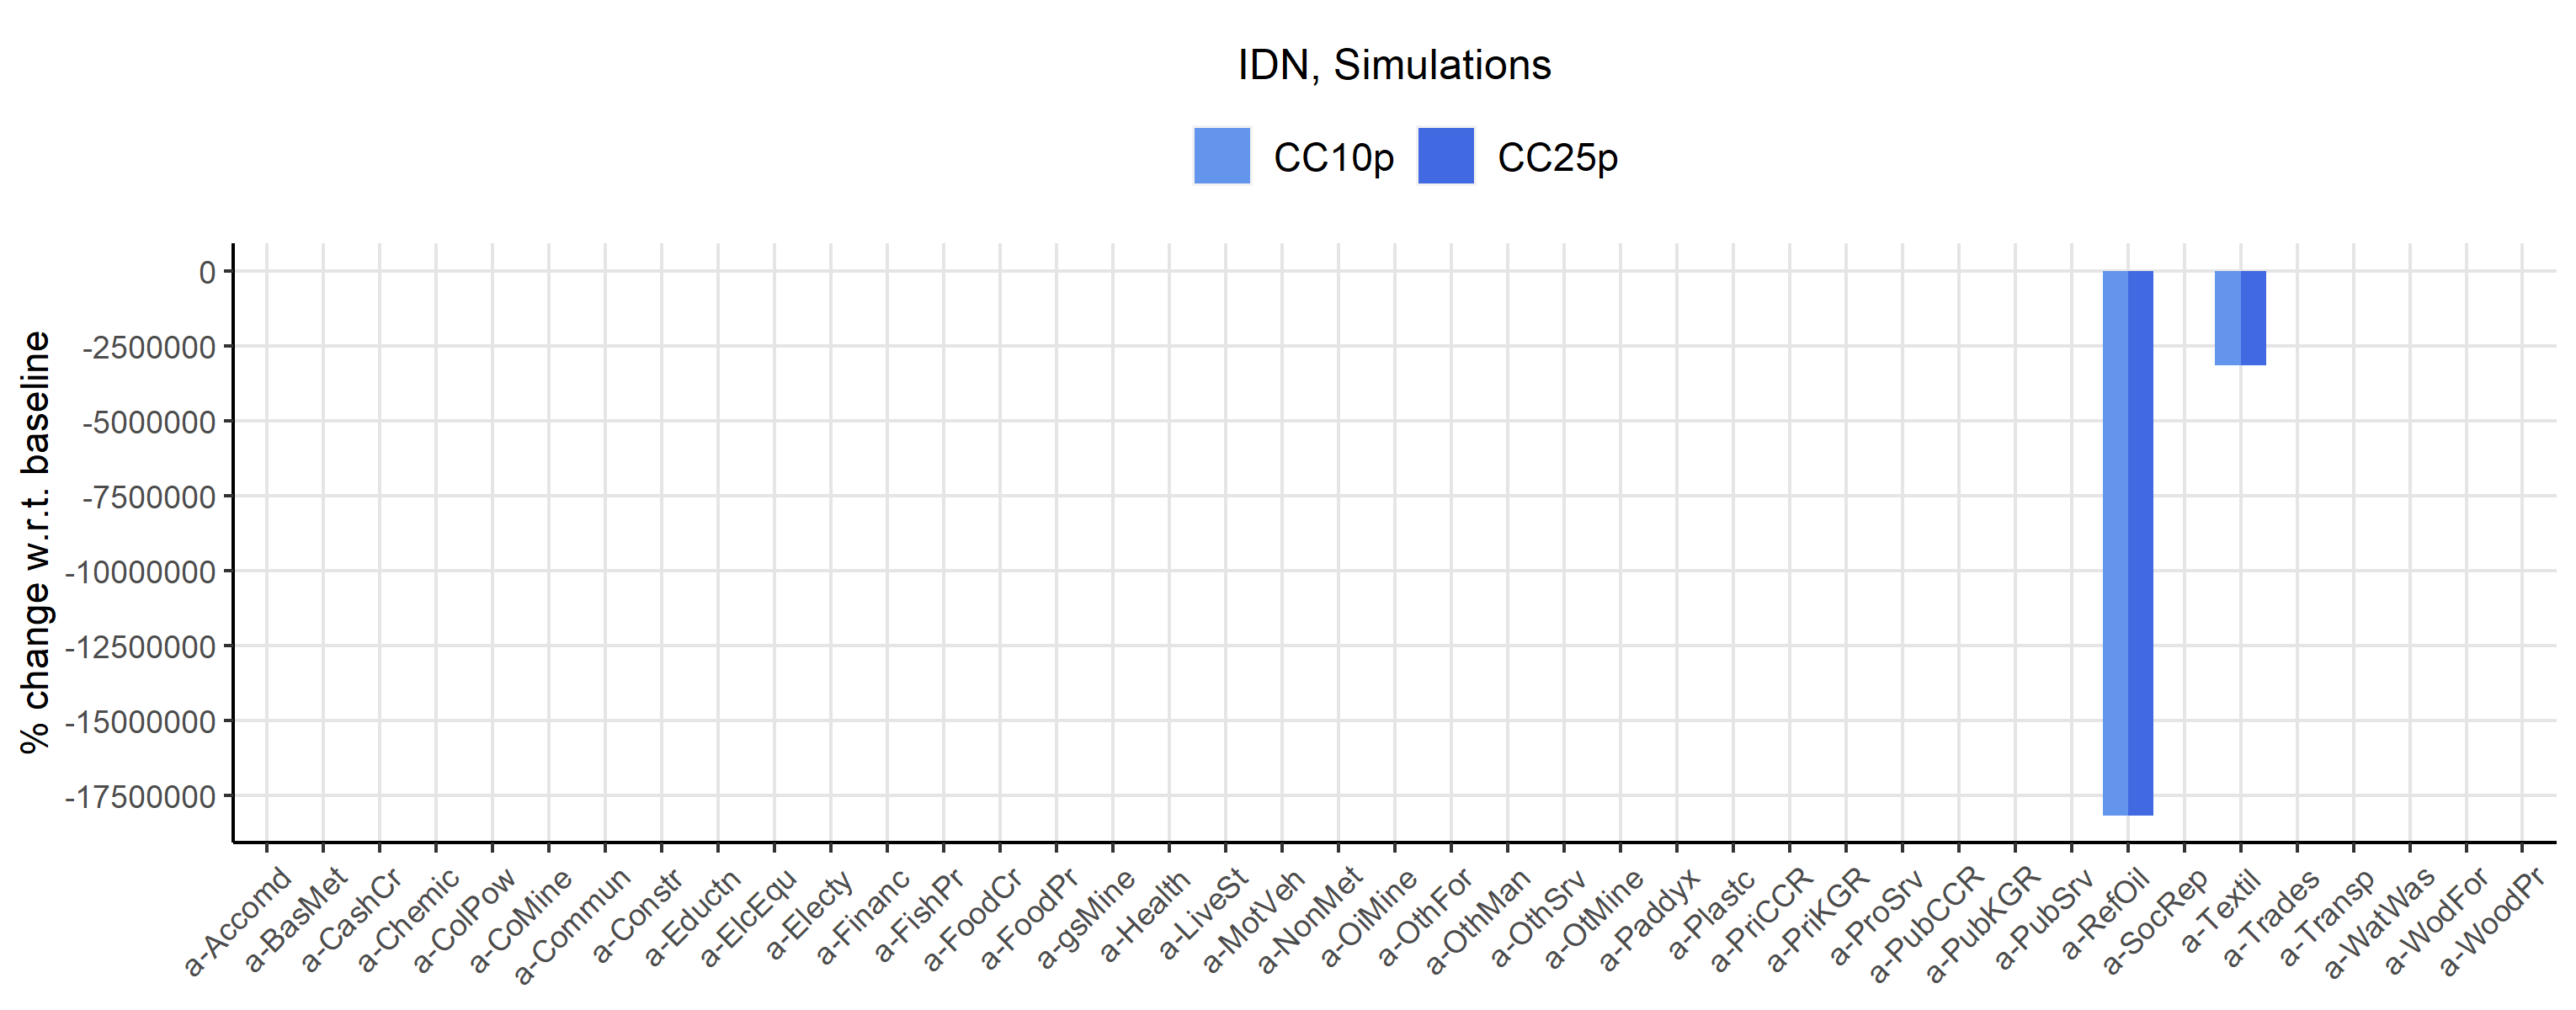 IDN, Simulations
CC10p CC25p
% change w.r.t. baseline
0
-2500000
-5000000
-7500000
-10000000
-12500000
-15000000
-17500000
a-Accomd
a-BasMet
a-CashCr
a-Chemic
a-ColPow
a-CoMine
a-Commun
a-Constr
a-Eductn
a-ElcEqu
a-Electy
a-Financ
a-FishPr
a-FoodCr
a-FoodPr
a-gsMine
a-Health
a-LiveSt
a-MotVeh
a-NonMet
a-OiMine
a-OthFor
a-OthMan
a-OthSrv
a-OtMine
a-Paddyx
a-Plastc
a-PriCCR
a-PriKGR
a-ProSrv
a-PubCCR
a-PubKGR
a-PubSrv
a-RefOil
a-SocRep
a-Textil
a-Trades
a-Transp
a-WatWas
a-WodFor
a-WoodPr